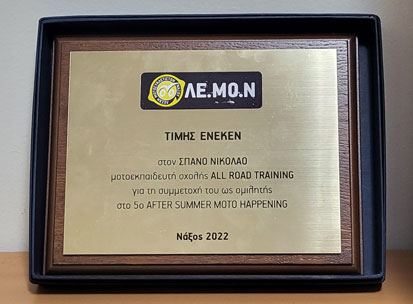 ΛΕ.ΜΟ.Ν
ΤΙΜΗΣ ΕΝΕΚΕΝ
στον ΣΠΑΝΟ ΝΙΚΟΛΑΟ
μοτοεκπαιδευτή σχολής ALL ROAD TRAINING
για τη συμμετοχή του ως ομιλητής
στο 5ο AFTER SUMMER MOTO HAPPENING
Νάξος 2022